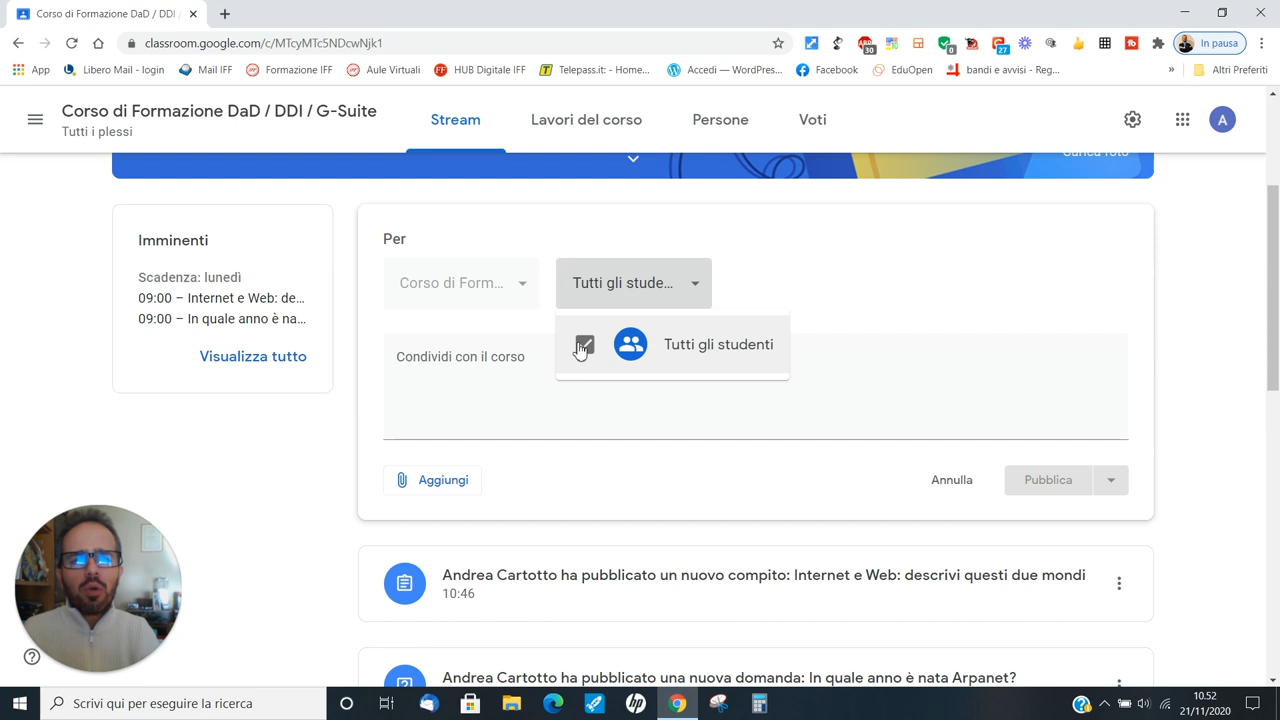 Corso di Formazione DaD / DDI /
classroom.google.com/c/MTcyMTc5NDcwNjk1
30
0
27
In pausa
App
Libero Mail - login
Mail IFF
Formazione IFF
Aule Virtuali
HUB Digitale IFF
Telepass.it: - Home...
Accedi — WordPres...
Facebook
EduOpen
bandi e avvisi - Reg...
»
Altri Preferiti
Corso di Formazione DaD / DDI / G-Suite
Tutti i plessi
Stream
Lavori del corso
Persone
Voti
A
Carica foto
Imminenti
Scadenza: lunedì
09:00 – Internet e Web: de...
09:00 – In quale anno è na...
Visualizza tutto
Per
Corso di Form...
Tutti gli stude...
Tutti gli studenti
Condividi con il corso
Aggiungi
Annulla
Pubblica
Andrea Cartotto ha pubblicato un nuovo compito: Internet e Web: descrivi questi due mondi
10:46
Andrea Cartotto ha pubblicato una nuova domanda: In quale anno è nata Arpanet?
Scrivi qui per eseguire la ricerca
10.52
21/11/2020